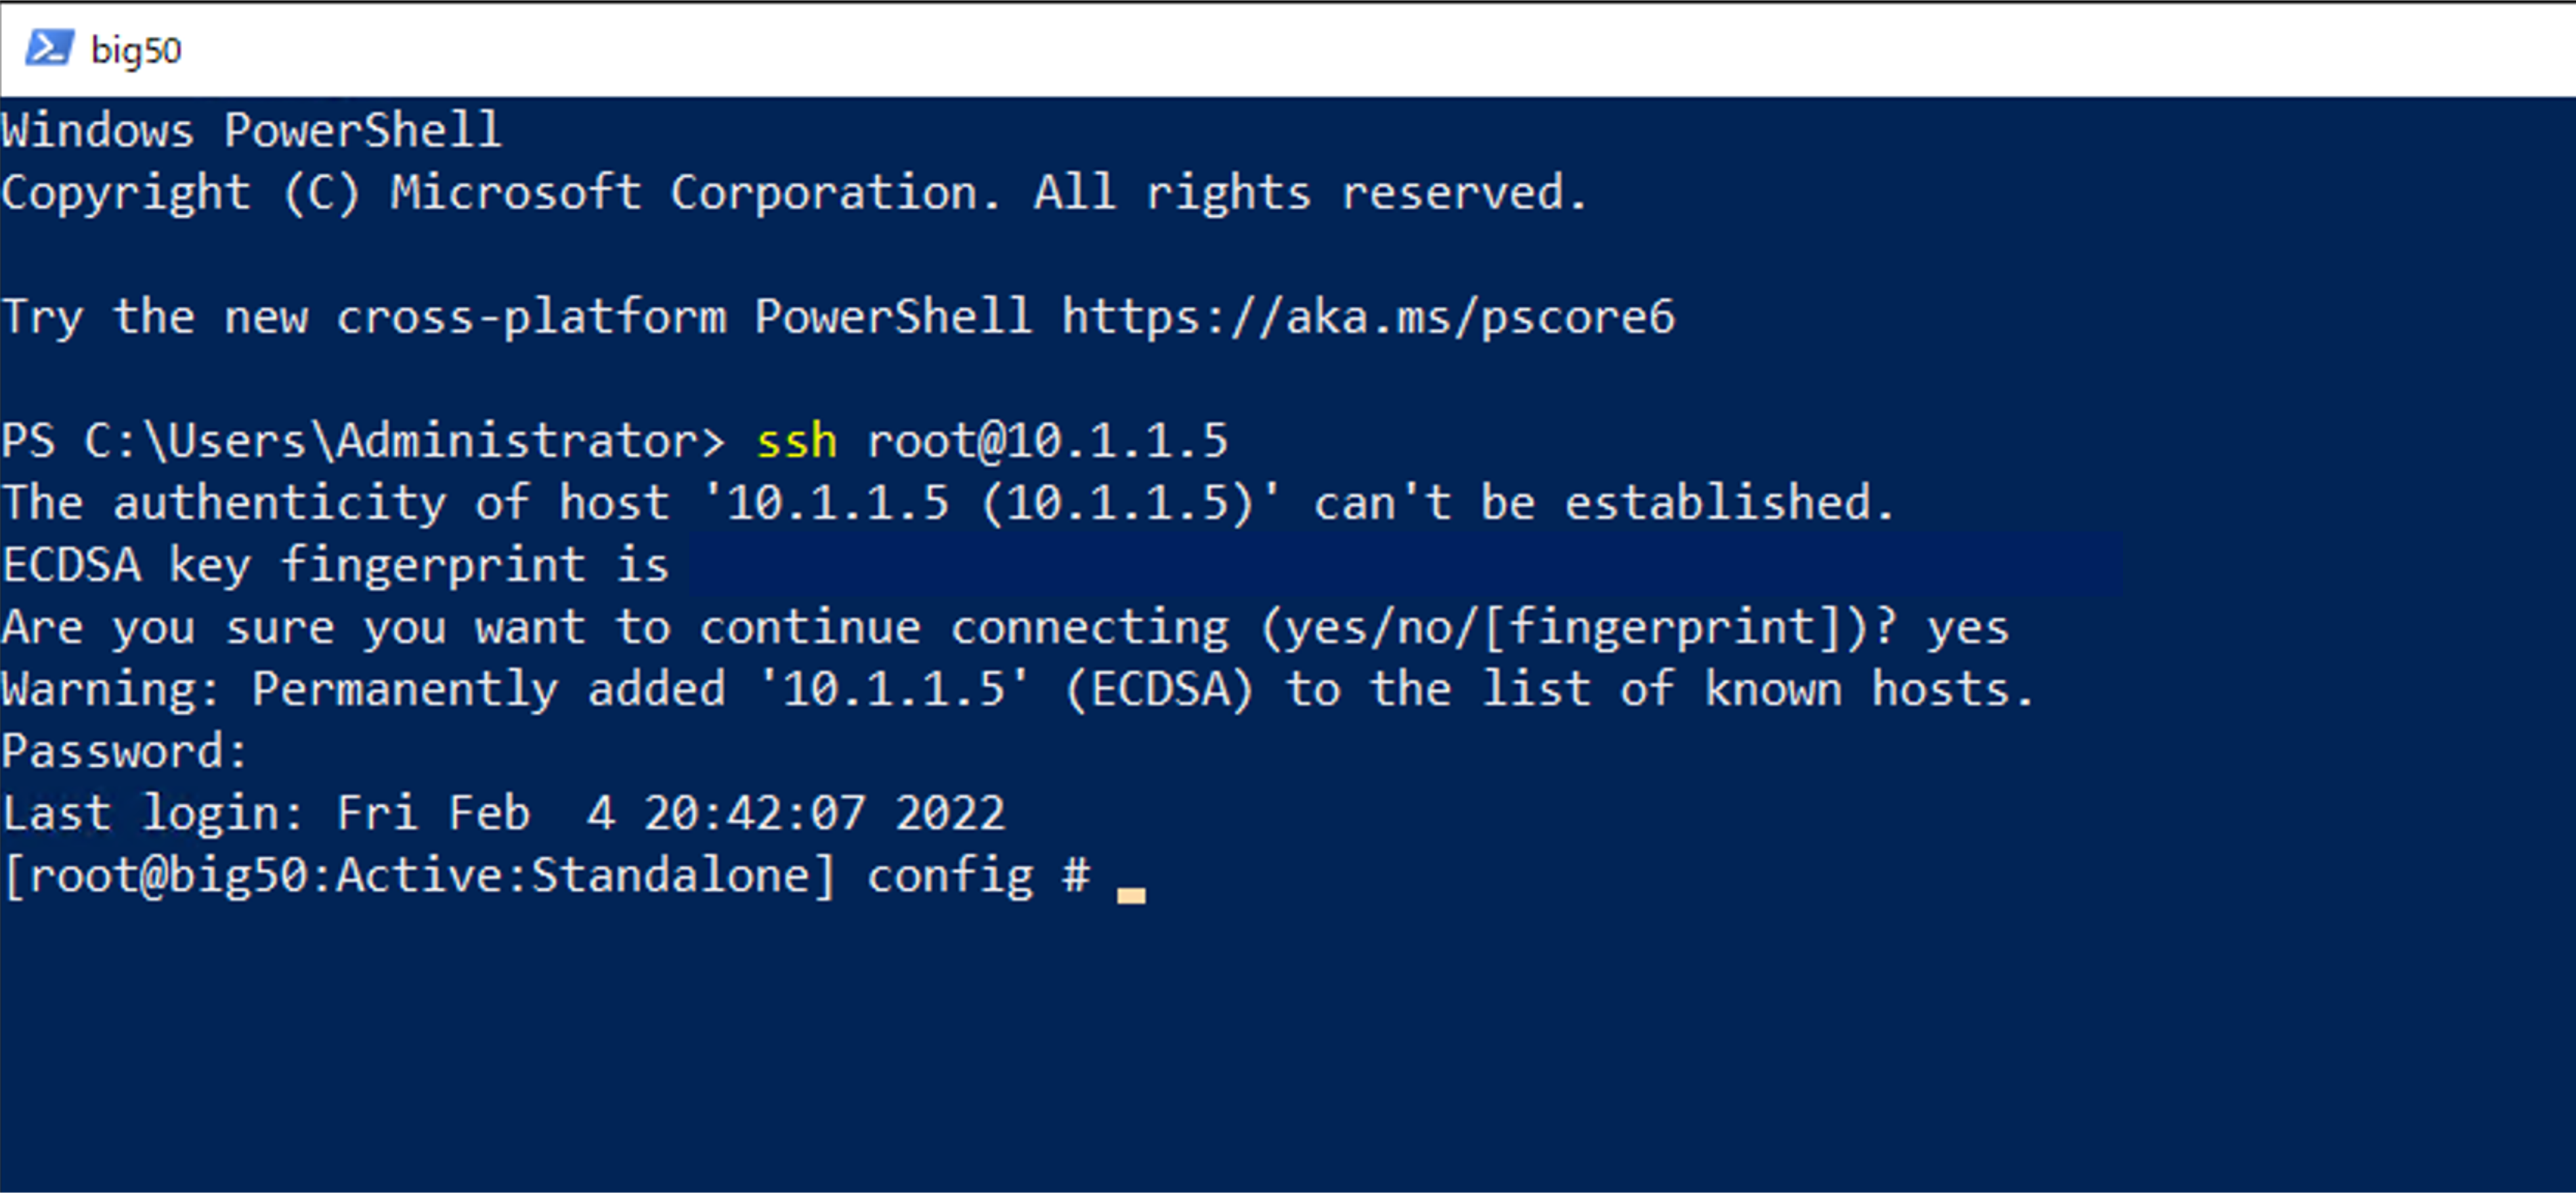 big50
Windows PowerShell
Copyright (C) Microsoft Corporation. All rights reserved.
Try the new cross-platform PowerShell https://aka.ms/pscore6
PS C:\Users\Administrator> ssh root@10.1.1.5
The authenticity of host '10.1.1.5 (10.1.1.5)' can't be established.
ECDSA key fingerprint is
Are you sure you want to continue connecting (yes/no/[fingerprint])? yes
Warning: Permanently added '10.1.1.5' (ECDSA) to the list of known hosts.
Password:
Last login: Fri Feb  4 20:42:07 2022
[root@big50:Active:Standalone] config #